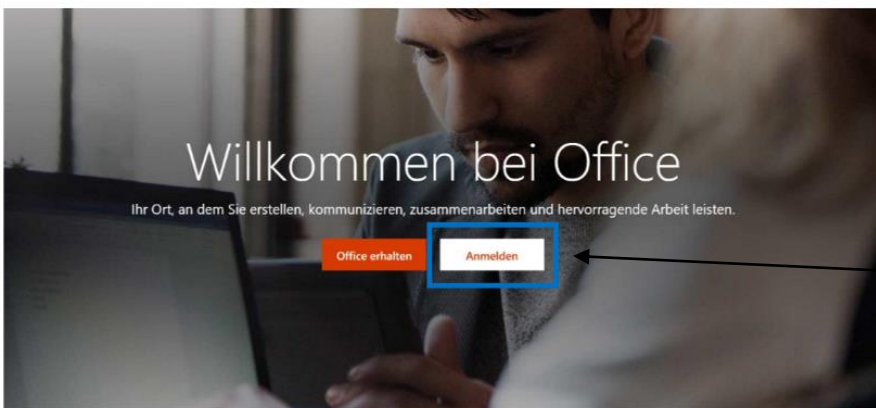 Willkommen bei Office
Ihr Ort, an dem Sie erstellen, kommunizieren, zusammenarbeiten und hervorragende Arbeit leisten.
Office erhalten
Anmelden